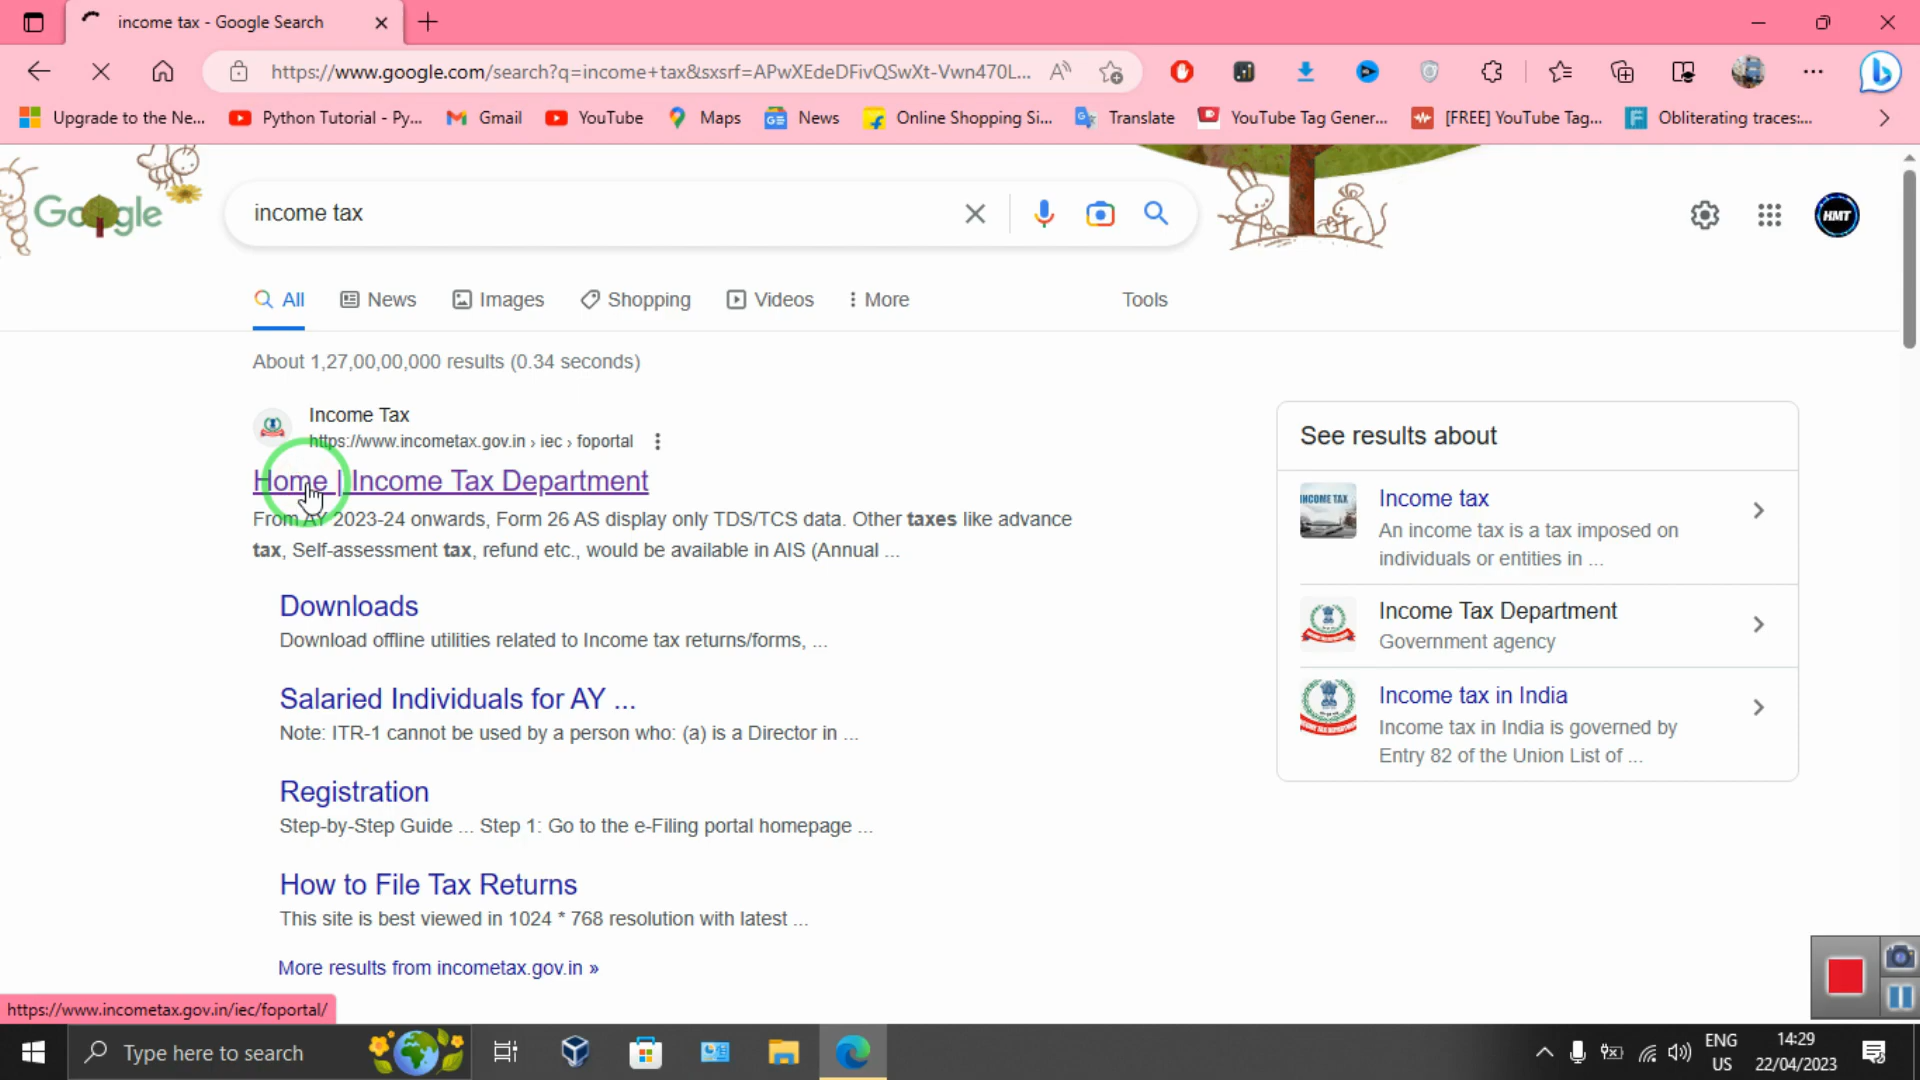 income tax - Google Search
https://www.google.com/search?q=income+tax&sxsrf=APwXEdeDFivQSwXt-Vwn470L...
Upgrade to the Ne...
Python Tutorial - Py...
Gmail
YouTube
Maps
News
Online Shopping Si...
Translate
YouTube Tag Gener...
[FREE] YouTube Tag...
Obliterating traces:...
Google
income tax
HMT
All
News
Images
Shopping
Videos
More
Tools
About 1,27,00,00,000 results (0.34 seconds)
Income Tax
https://www.incometax.gov.in › iec › foportal
Home | Income Tax Department
From AY 2023-24 onwards, Form 26 AS display only TDS/TCS data. Other taxes like advance
tax, Self-assessment tax, refund etc., would be available in AIS (Annual ...
Downloads
Download offline utilities related to Income tax returns/forms, ...
Salaried Individuals for AY ...
Note: ITR-1 cannot be used by a person who: (a) is a Director in ...
Registration
Step-by-Step Guide ... Step 1: Go to the e-Filing portal homepage ...
How to File Tax Returns
This site is best viewed in 1024 * 768 resolution with latest ...
More results from incometax.gov.in »
See results about
INCOME TAX
Income tax
An income tax is a tax imposed on
individuals or entities in ...
Income Tax Department
Government agency
Income tax in India
Income tax in India is governed by
Entry 82 of the Union List of ...
https://www.incometax.gov.in/iec/foportal/
Type here to search
ENG
US
14:29
22/04/2023